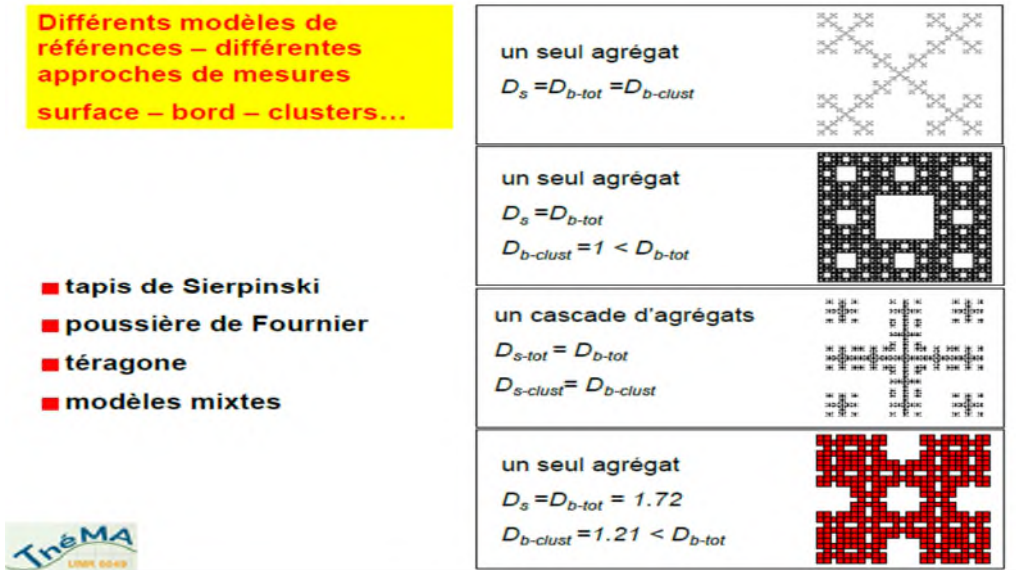 Différents modèles de
références – différentes
approches de mesures
surface – bord – clusters…
tapis de Sierpinski
poussière de Fournier
téragone
modèles mixtes
un seul agrégat
Ds =Db-tot =Db-clust
un seul agrégat
Ds =Db-tot
Db-clust =1 < Db-tot
un cascade d'agrégats
Ds-tot = Db-tot
Ds-clust= Db-clust
un seul agrégat
Ds =Db-tot = 1.72
Db-clust =1.21 < Db-tot
ThéMA
UMR 6049